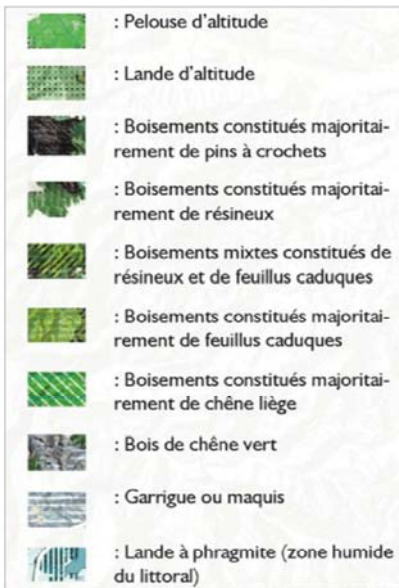 : Pelouse d'altitude
: Lande d'altitude
: Boisements constitués majoritai-
rement de pins à crochets
: Boisements constitués majoritai-
rement de résineux
: Boisements mixtes constitués de
résineux et de feuillus caduques
: Boisements constitués majoritai-
rement de feuillus caduques
: Boisements constitués majoritai-
rement de chêne liège
: Bois de chêne vert
: Garrigue ou maquis
: Lande à phragmite (zone humide
du littoral)